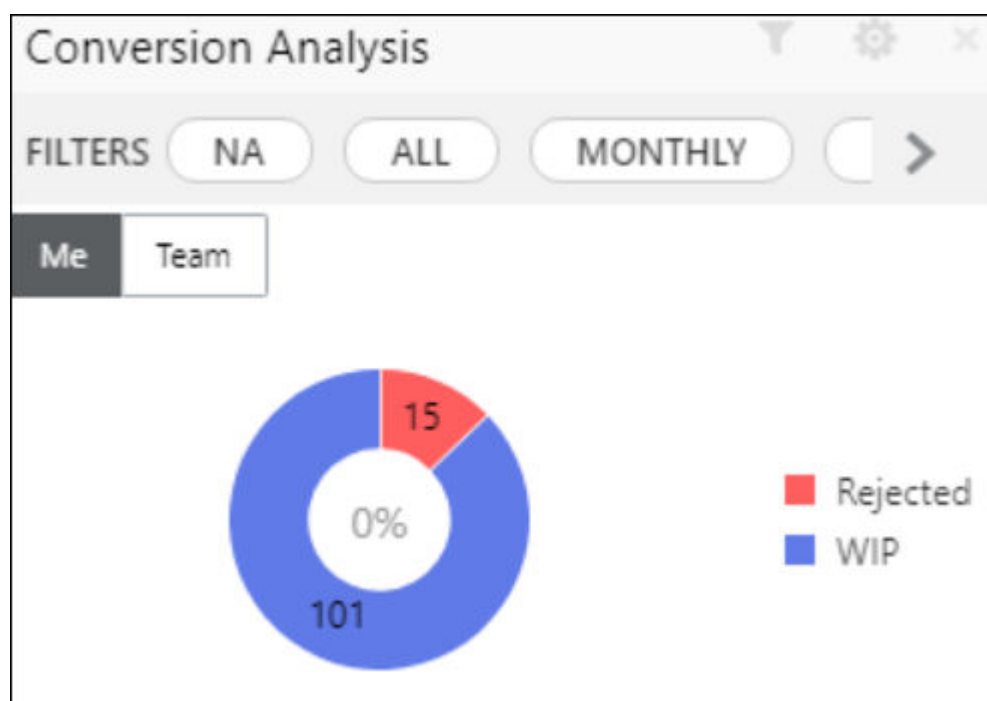 Conversion Analysis
FILTERS NA ALL MONTHLY
Me Team
15
0%
101
Rejected
WIP